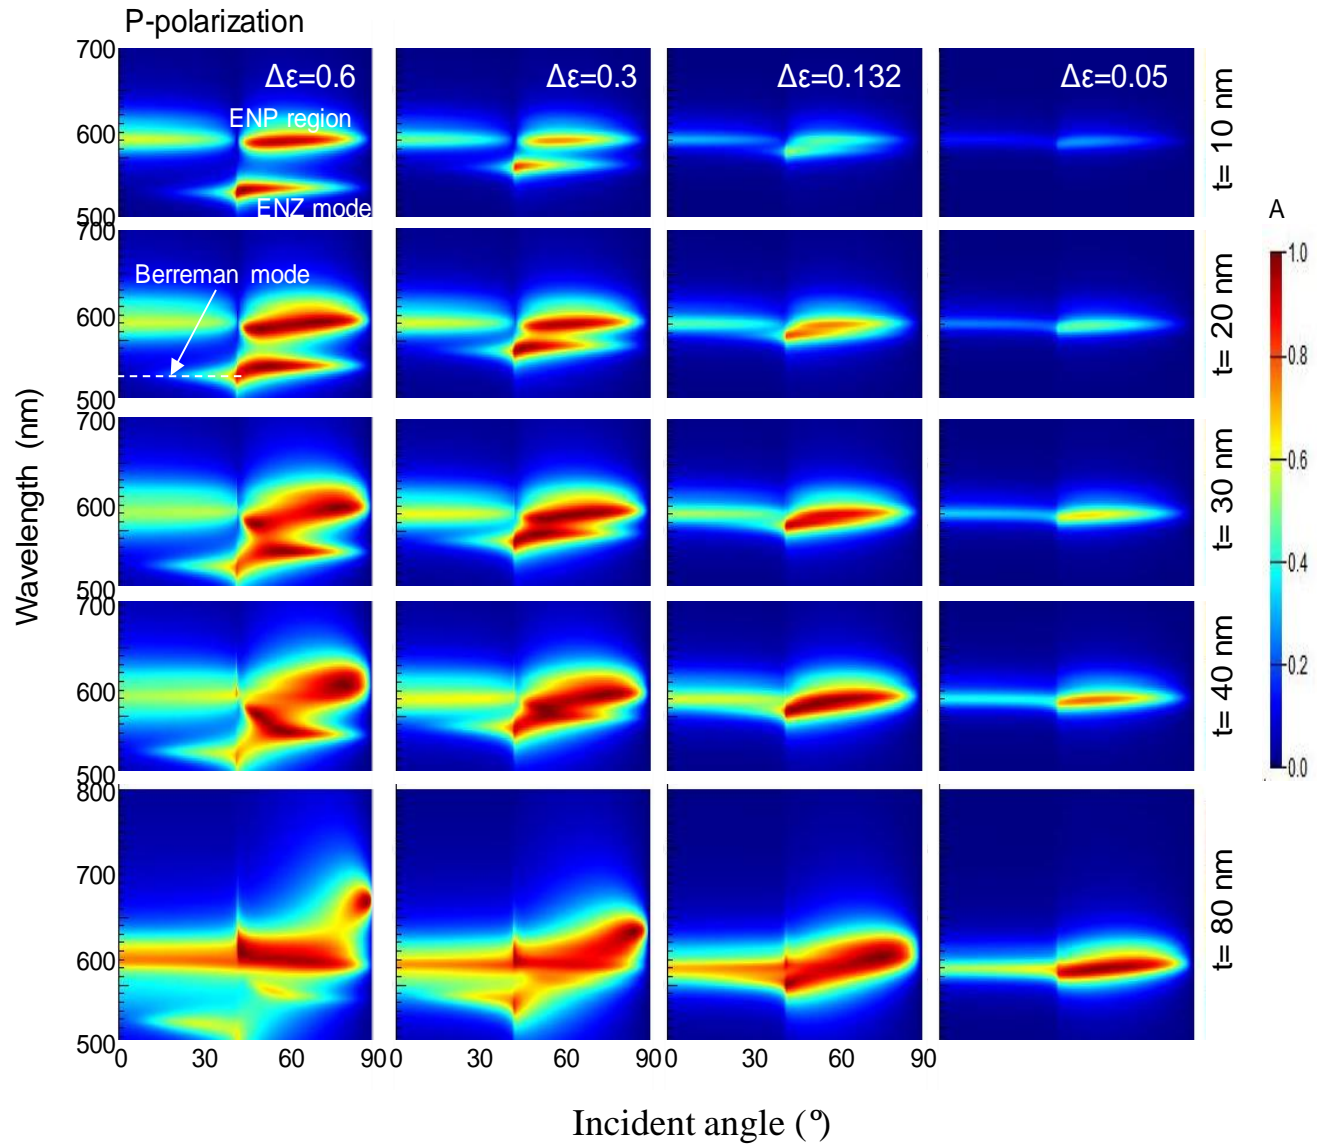 P-polarization
700
Δε=0.6
Δε=0.3
Δε=0.132
Δε=0.05
ENP region
600
t= 10 nm
ENZ mode
500
A
700
Berreman mode
1.0
600
t= 20 nm
0.8
500
Wavelength (nm)
700
600
t= 30 nm
0.6
500
0.4
700
600
t= 40 nm
0.2
500
0.0
800
700
600
t= 80 nm
500
0 30 60 90 0 30 60 0 30 60 90
Incident angle (º)